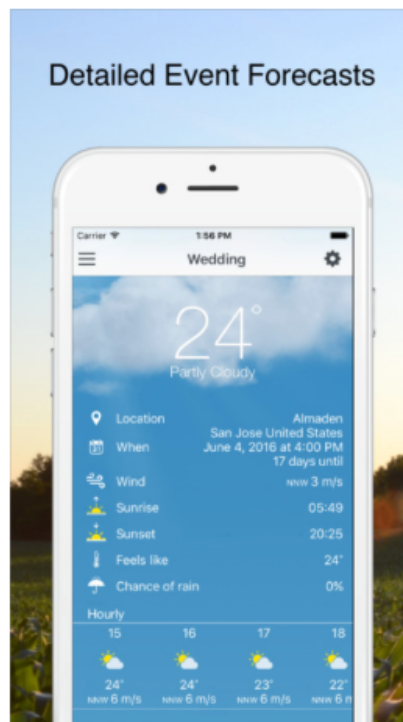 Detailed Event Forecasts
Carrier 1:56 PM
Wedding
24°
Partly Cloudy
Location Almaden
San Jose United States
When June 4, 2016 at 4:00 PM
17 days until
Wind NNW 3 m/s
Sunrise 05:49
Sunset 20:25
Feels like 24°
Chance of rain 0%
Hourly
15 16 17 18
24° 24° 23° 22°
NNW 6 m/s NNW 6 m/s NNW 6 m/s NNW 6 m